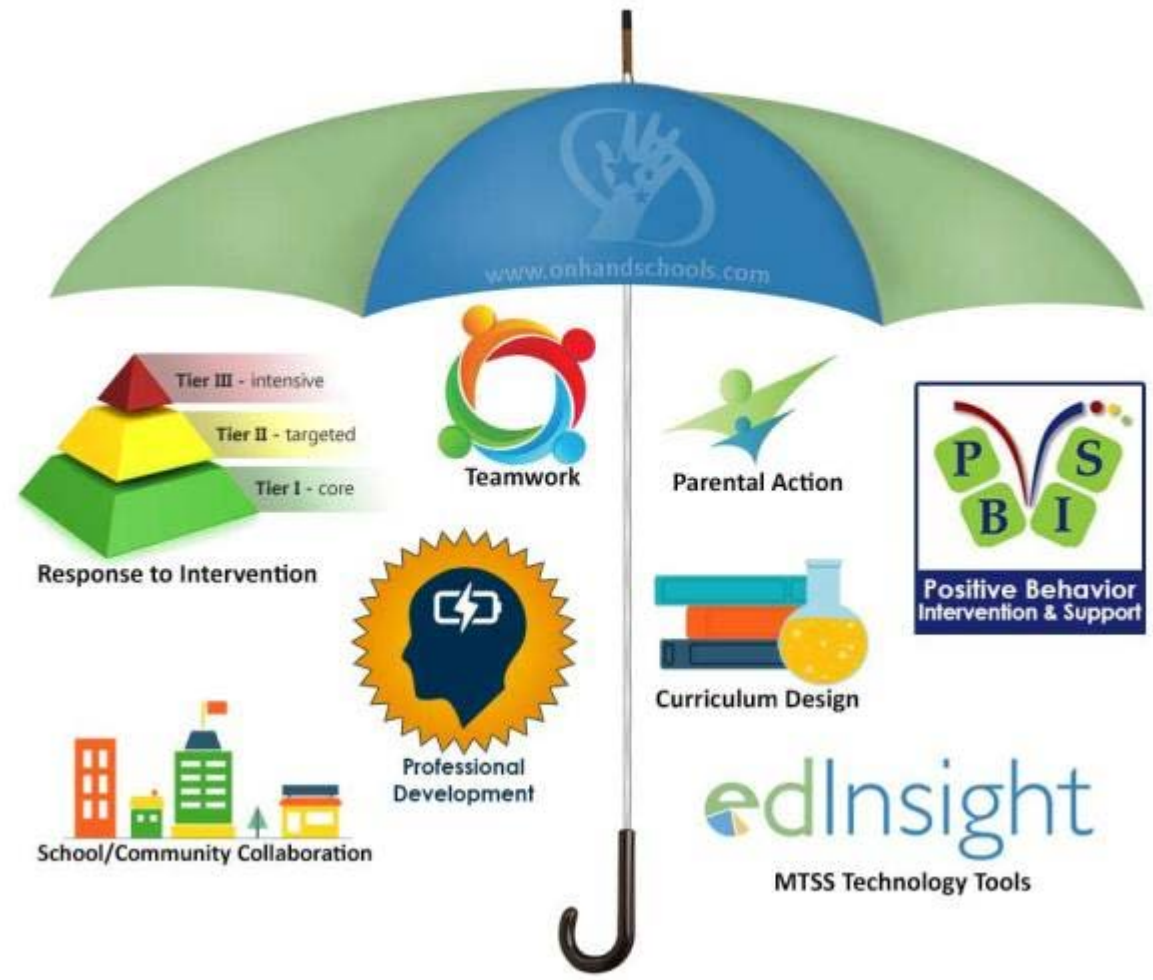 www.onhandschools.com
Tier III - intensive
Tier II - targeted
Tier I - core
Response to Intervention
Teamwork
Parental Action
P S
B I
Positive Behavior
Intervention & Support
Professional
Development
Curriculum Design
School/Community Collaboration
edInsight
MTSS Technology Tools